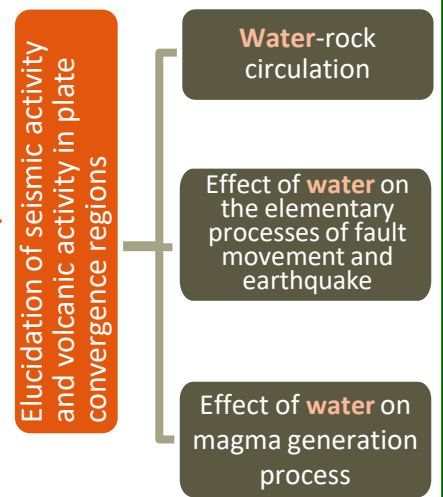 Elucidation of seismic activity
and volcanic activity in plate
convergence regions
Water-rock
circulation
Effect of water on
the elementary
processes of fault
movement and
earthquake
Effect of water on
magma generation
process